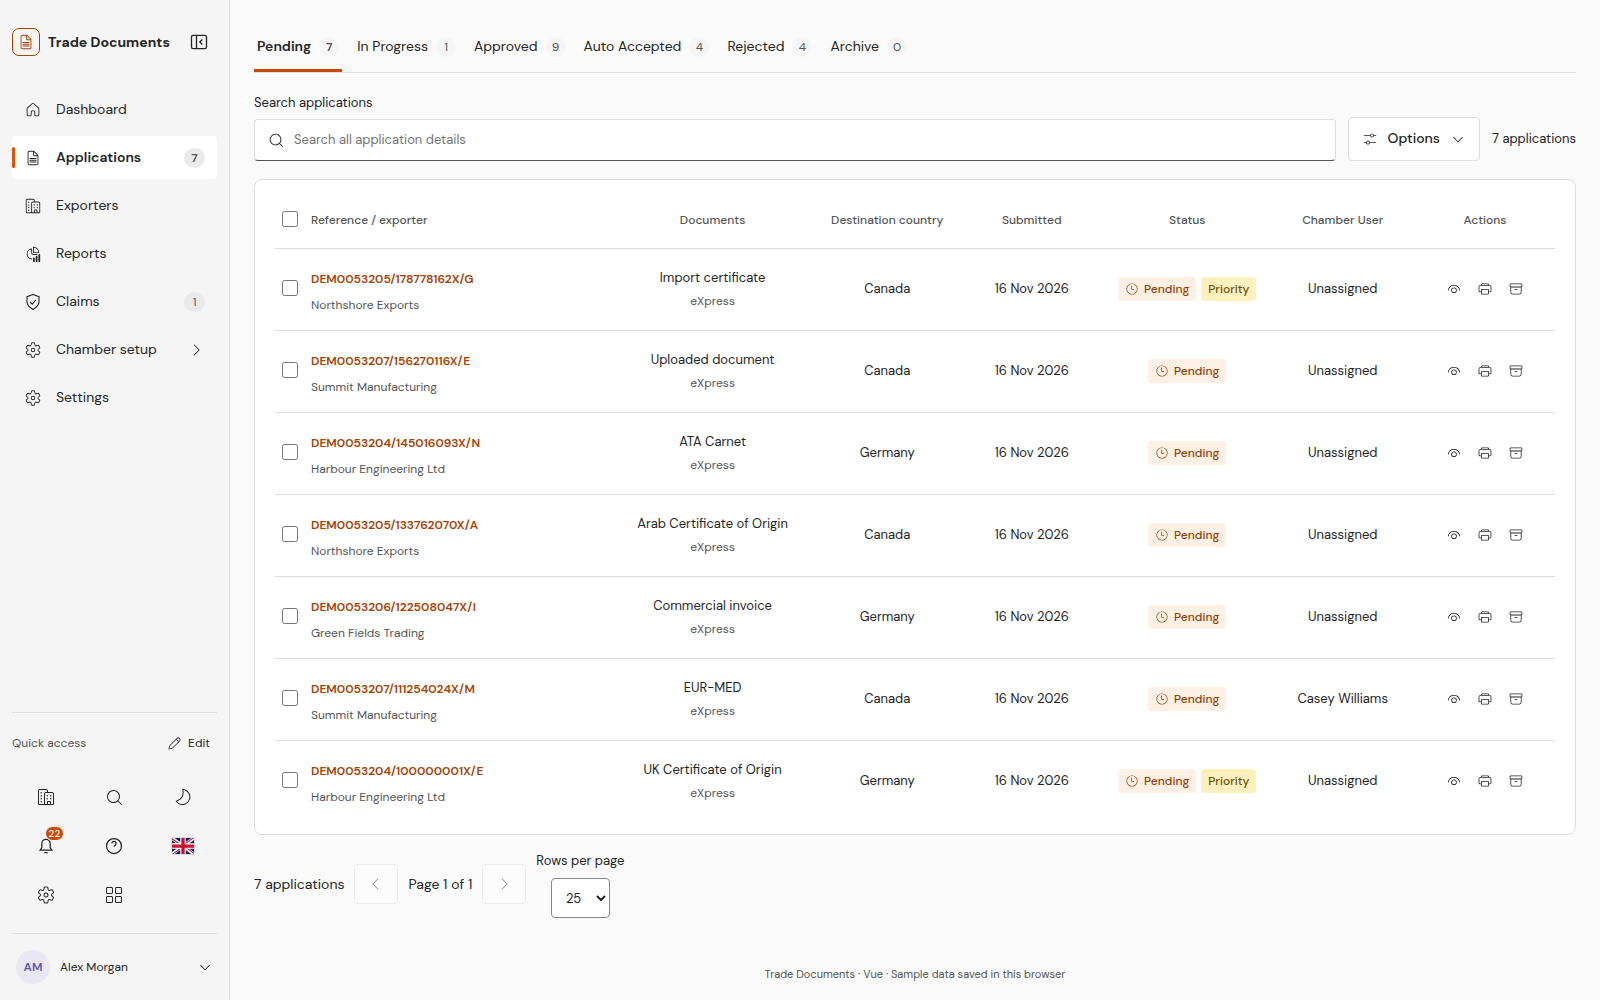 Trade Documents
Dashboard
Applications 7
Exporters
Reports
Claims 1
Chamber setup
Settings
Quick access Edit
22
AM Alex Morgan
Pending 7 In Progress 1 Approved 9 Auto Accepted 4 Rejected 4 Archive 0
Search applications
Search all application details Options 7 applications
Reference / exporter Documents Destination country Submitted Status Chamber User Actions
DEM0053205/178778162X/G Import certificate Canada 16 Nov 2026 Pending Priority Unassigned
Northshore Exports eXpress
DEM0053207/156270116X/E Uploaded document Canada 16 Nov 2026 Pending Unassigned
Summit Manufacturing eXpress
DEM0053204/145016093X/N ATA Carnet Germany 16 Nov 2026 Pending Unassigned
Harbour Engineering Ltd eXpress
DEM0053205/133762070X/A Arab Certificate of Origin Canada 16 Nov 2026 Pending Unassigned
Northshore Exports eXpress
DEM0053206/122508047X/I Commercial invoice Germany 16 Nov 2026 Pending Unassigned
Green Fields Trading eXpress
DEM0053207/111254024X/M EUR-MED Canada 16 Nov 2026 Pending Casey Williams
Summit Manufacturing eXpress
DEM0053204/100000001X/E UK Certificate of Origin Germany 16 Nov 2026 Pending Priority Unassigned
Harbour Engineering Ltd eXpress
Rows per page
7 applications Page 1 of 1 25
Trade Documents · Vue · Sample data saved in this browser